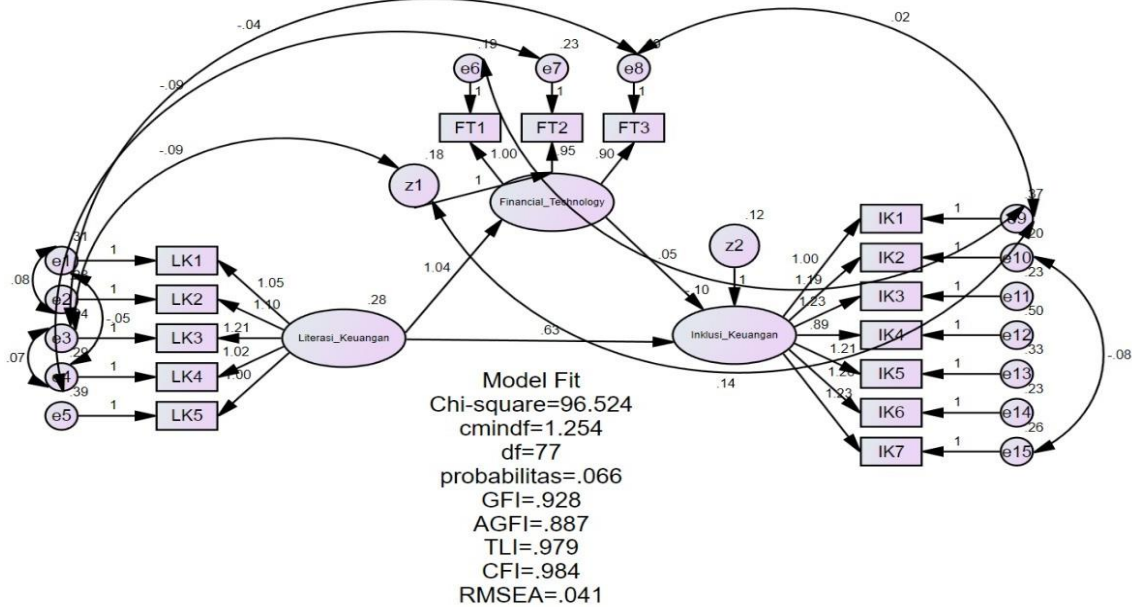 -.04
.02
.19
.23
e6
e7
e8
-.09
1
1
1
FT1
FT2
FT3
-.09
.18
1.00
.95
.90
z1
1
Financial_Technology
.37
.12
IK1
1
.20
.31
z2
e1
1
LK1
.05
1.00
IK2
1
e10
.08
1.05
1.04
1
-.10
1.19
.23
e2
1
LK2
1.10
.28
1.23
IK3
1
e11
-.05
.50
e3
1
LK3
1.21
Literasi_Keuangan
.63
Inklusi_Keuangan
.89
IK4
1
e12
.07
.29
1.02
1.21
.33
-.08
e4
1
LK4
1.00
.14
IK5
1
e13
.39
1.23
.23
e5
1
LK5
IK6
1
e14
.26
IK7
1
e15
Model Fit
Chi-square=96.524
cmindf=1.254
df=77
probabilitas=.066
GFI=.928
AGFI=.887
TLI=.979
CFI=.984
RMSEA=.041